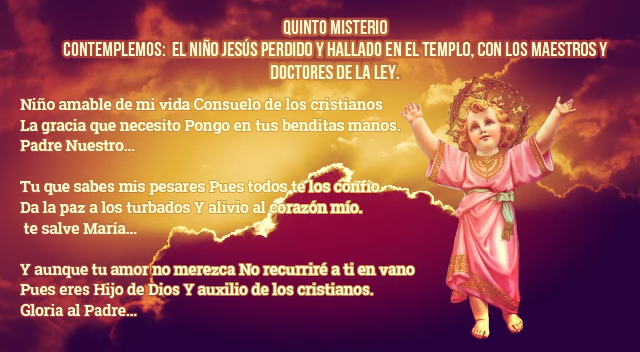 QUINTO MISTERIO
CONTEMPLEMOS: EL NIÑO JESÚS PERDIDO Y HALLADO EN EL TEMPLO, CON LOS MAESTROS Y
DOCTORES DE LA LEY.
Niño amable de mi vida Consuelo de los cristianos
La gracia que necesito Pongo en tus benditas manos.
Padre Nuestro...
Tu que sabes mis pesares Pues todos te los confío,
Da la paz a los turbados Y alivio al corazón mío.
te salve María...
Y aunque tu amor no merezca No recurriré a ti en vano
Pues eres Hijo de Dios Y auxilio de los cristianos.
Gloria al Padre...